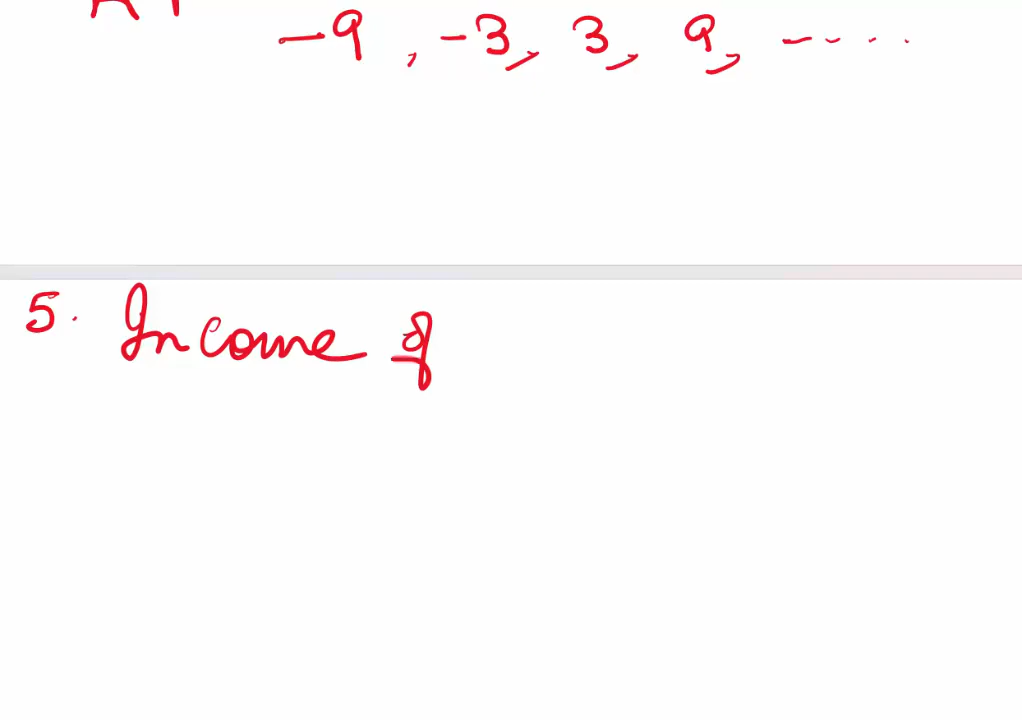 -9, -3, 3, 9, -----
5. Income of